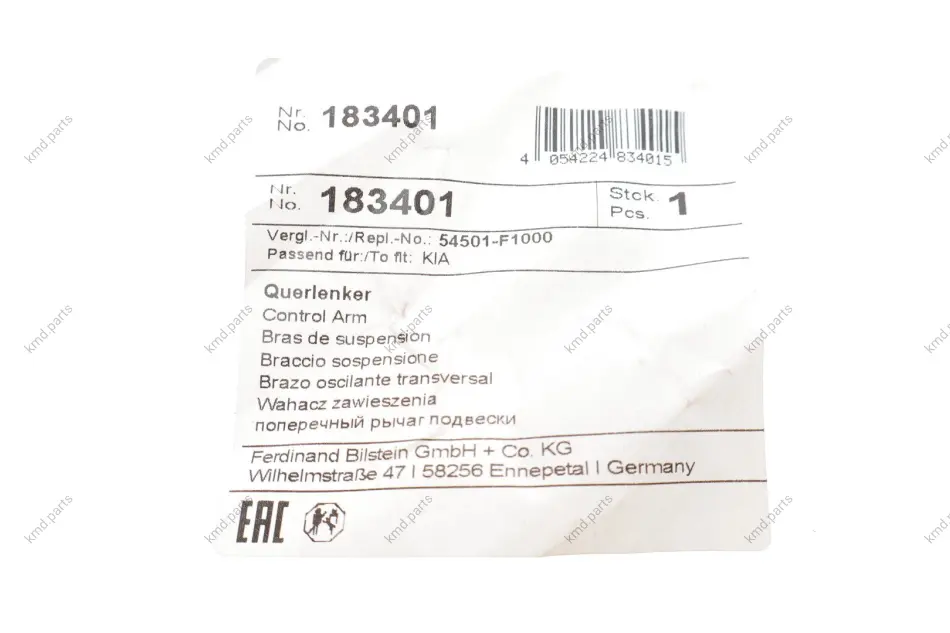 Nr.
No. 183401
4 054224 834015
Nr.
No. 183401
Stck.
Pcs. 1
Vergl.-Nr.:/Repl.-No.: 54501-F1000
Passend für:/To fit: KIA
Querlenker
Control Arm
Bras de suspension
Braccio sospensione
Brazo oscilante transversal
Wahacz zawieszenia
поперечный рычаг подвески
Ferdinand Bilstein GmbH + Co. KG
Wilhelmstraße 47 | 58256 Ennepetal | Germany
EAC
kmd.parts